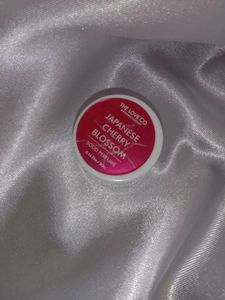 THE LOVE CO.
JAPANESE
CHERRY
BLOSSOM
SOLID PERFUME